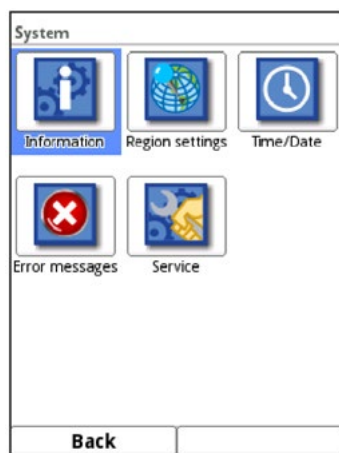 System
Information Region settings Time/Date
Error messages Service
Back